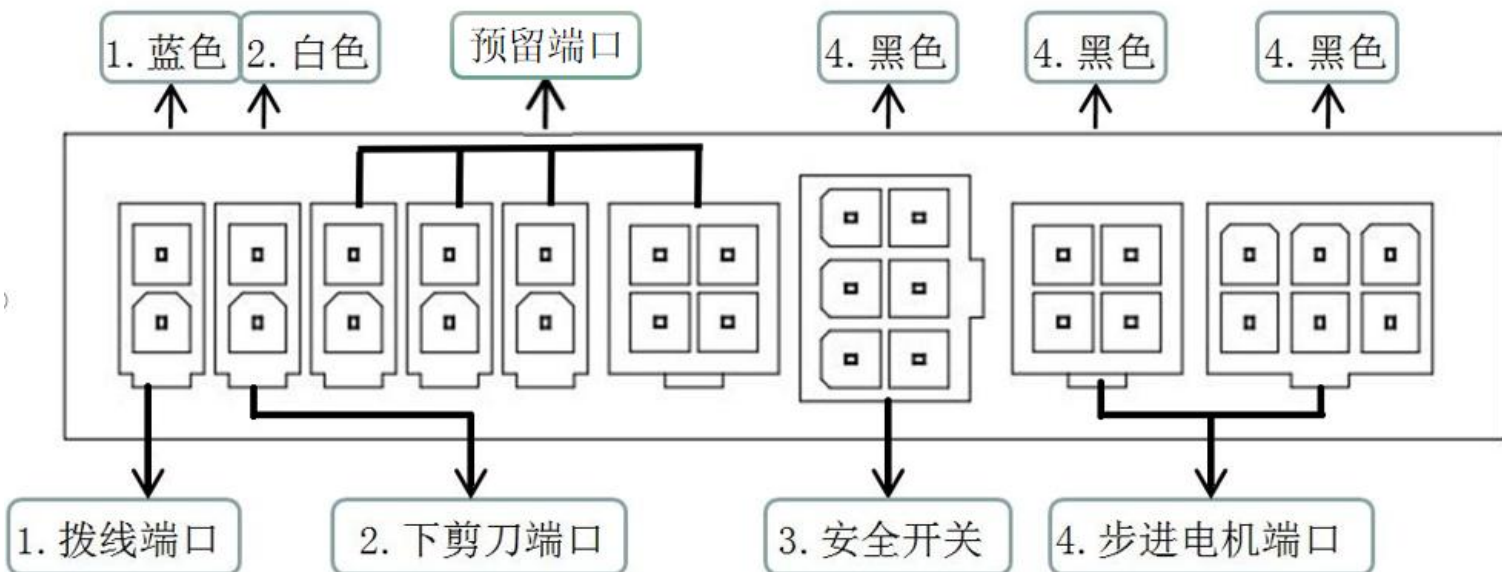 1. 蓝色
2. 白色
预留端口
4. 黑色
4. 黑色
4. 黑色
1. 拨线端口
2. 下剪刀端口
3. 安全开关
4. 步进电机端口